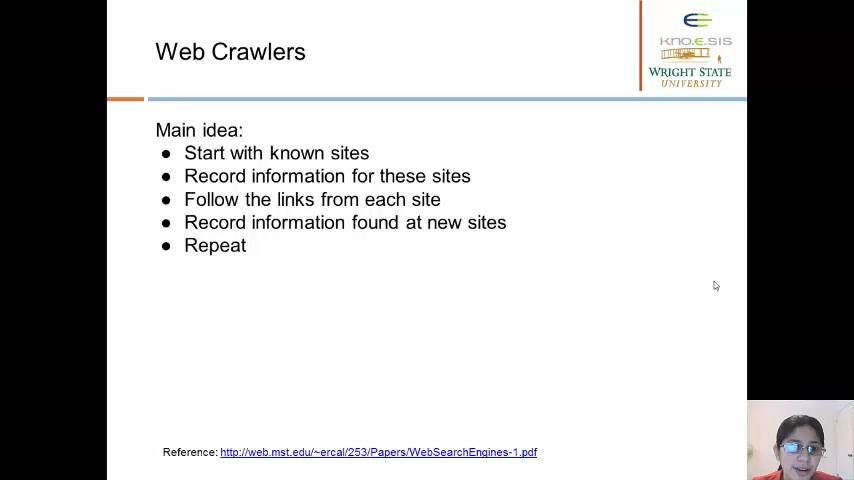 Web Crawlers
KNO.E.SIS
WRIGHT STATE
UNIVERSITY
Main idea:
● Start with known sites
● Record information for these sites
● Follow the links from each site
● Record information found at new sites
● Repeat
Reference: http://web.mst.edu/~ercal/253/Papers/WebSearchEngines-1.pdf